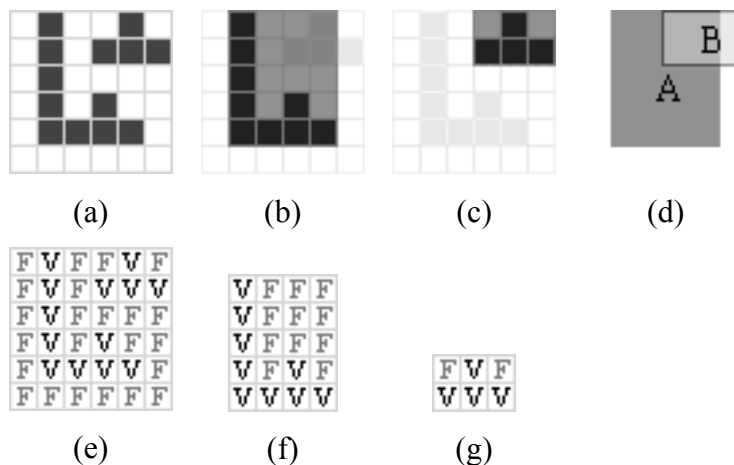 B
A
(a) (b) (c) (d)
F V F F V F
F V F V V V
F V F F F F
F V F V F F
F V V V V F
F F F F F F
V F F F
V F F F
V F F F
V F V F
V V V V
F V F
V V V
(e) (f) (g)